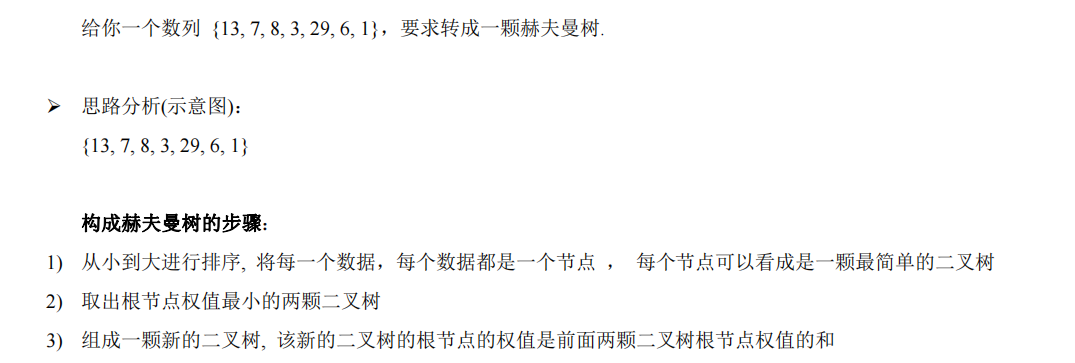 给你一个数列 {13, 7, 8, 3, 29, 6, 1}，要求转成一颗赫夫曼树.
➢ 思路分析(示意图)：
{13, 7, 8, 3, 29, 6, 1}
构成赫夫曼树的步骤：
1) 从小到大进行排序, 将每一个数据，每个数据都是一个节点 ， 每个节点可以看成是一颗最简单的二叉树
2) 取出根节点权值最小的两颗二叉树
3) 组成一颗新的二叉树, 该新的二叉树的根节点的权值是前面两颗二叉树根节点权值的和